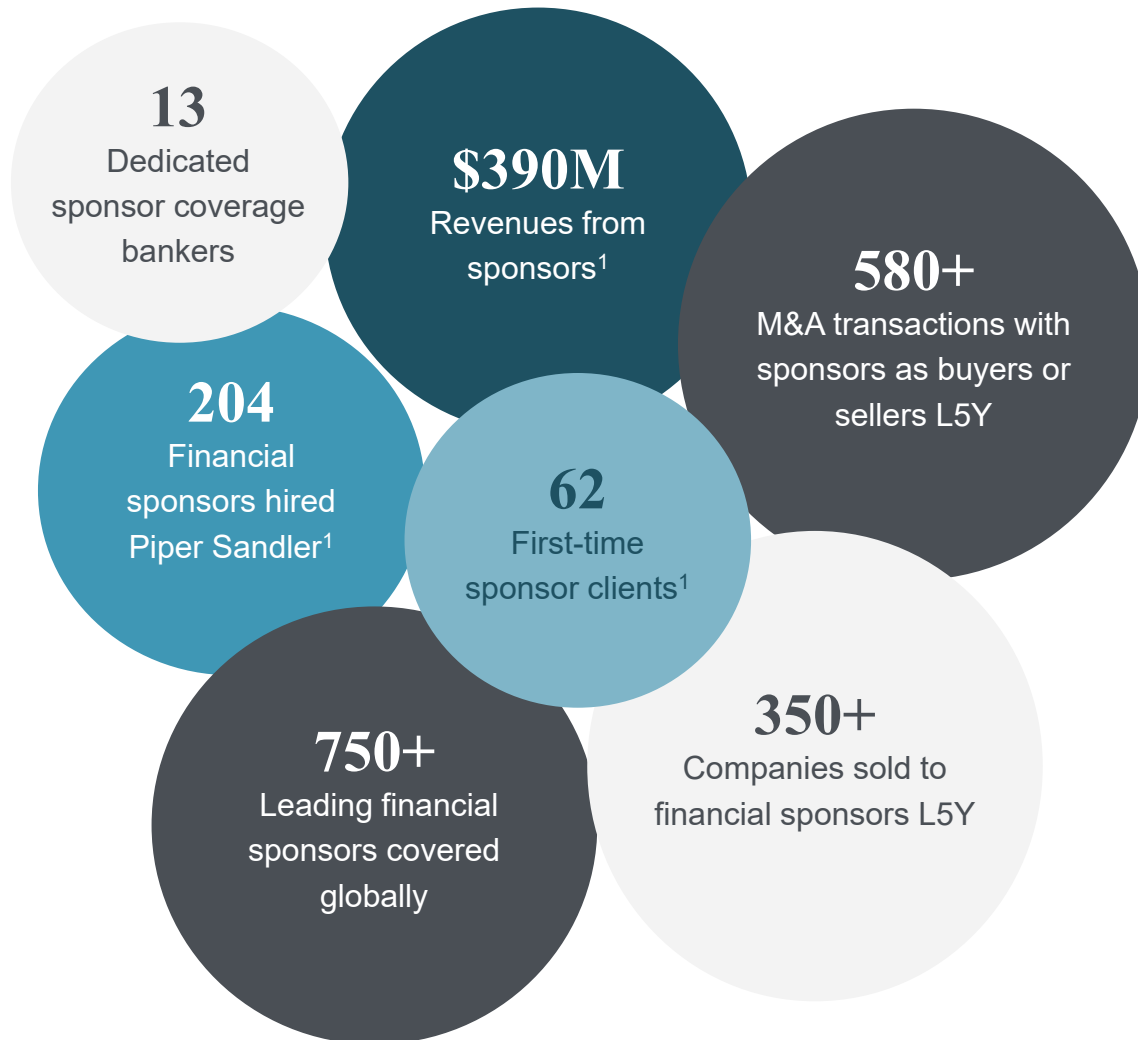 13
Dedicated
sponsor coverage
bankers
$390M
Revenues from
sponsors¹
580+
M&A transactions with
sponsors as buyers or
sellers L5Y
204
Financial
sponsors hired
Piper Sandler¹
62
First-time
sponsor clients¹
750+
Leading financial
sponsors covered
globally
350+
Companies sold to
financial sponsors L5Y